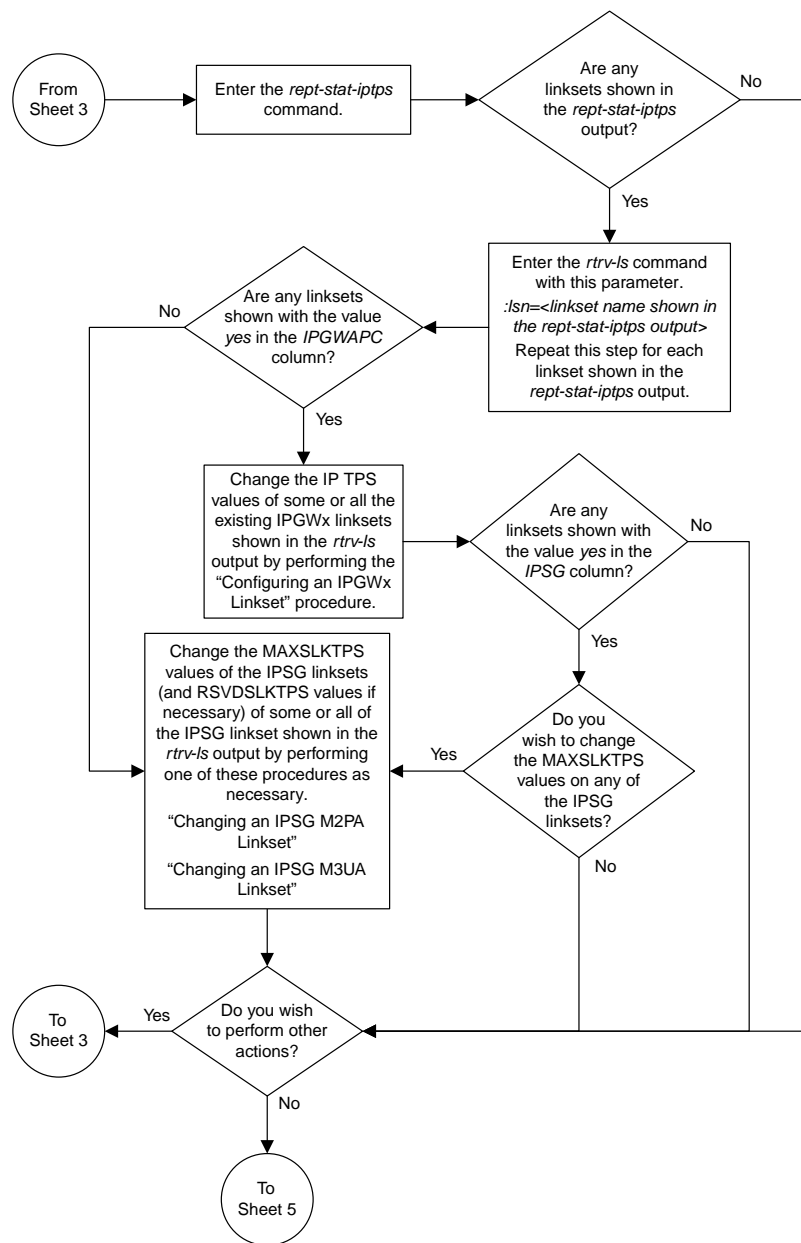 From
Sheet 3
Enter the rept-stat-iptps
command.
Are any
linksets shown in
the rept-stat-iptps
output?
No
Yes
Enter the rtrv-ls command
with this parameter.
:lsn=<linkset name shown in
the rept-stat-iptps output>
Repeat this step for each
linkset shown in the
rept-stat-iptps output.
Are any linksets
shown with the value
yes in the IPGWAPC
column?
No
Yes
Change the IP TPS
values of some or all the
existing IPGWx linksets
shown in the rtrv-ls
output by performing the
“Configuring an IPGWx
Linkset” procedure.
Are any
linksets shown with
the value yes in the
IPSG column?
No
Yes
Do you
wish to change
the MAXSLKTPS
values on any of
the IPSG
linksets?
Yes
No
Change the MAXSLKTPS
values of the IPSG linksets
(and RSVDSLKTPS values if
necessary) of some or all of
the IPSG linkset shown in the
rtrv-ls output by performing
one of these procedures as
necessary.
“Changing an IPSG M2PA
Linkset”
“Changing an IPSG M3UA
Linkset”
Do you wish
to perform other
actions?
Yes
To
Sheet 3
No
To
Sheet 5